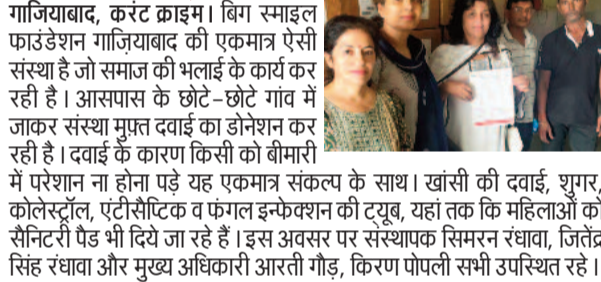 गाजियाबाद, करंट क्राइम। बिग स्माइल
फाउंडेशन गाज़ियाबाद की एकमात्र ऐसी
संस्था है जो समाज की भलाई के कार्य कर
रही है। आसपास के छोटे-छोटे गांव में
जाकर संस्था मुफ़्त दवाई का डोनेशन कर
रही है। दवाई के कारण किसी को बीमारी
में परेशान ना होना पड़े यह एकमात्र संकल्प के साथ। खांसी की दवाई, शुगर,
कोलेस्ट्रॉल, एंटीसैप्टिक व फंगल इन्फेक्शन की ट्यूब, यहां तक कि महिलाओं को
सैनिटरी पैड भी दिये जा रहे हैं। इस अवसर पर संस्थापक सिमरन रंधावा, जितेंद्र
सिंह रंधावा और मुख्य अधिकारी आरती गौड़, किरण पोपली सभी उपस्थित रहे।